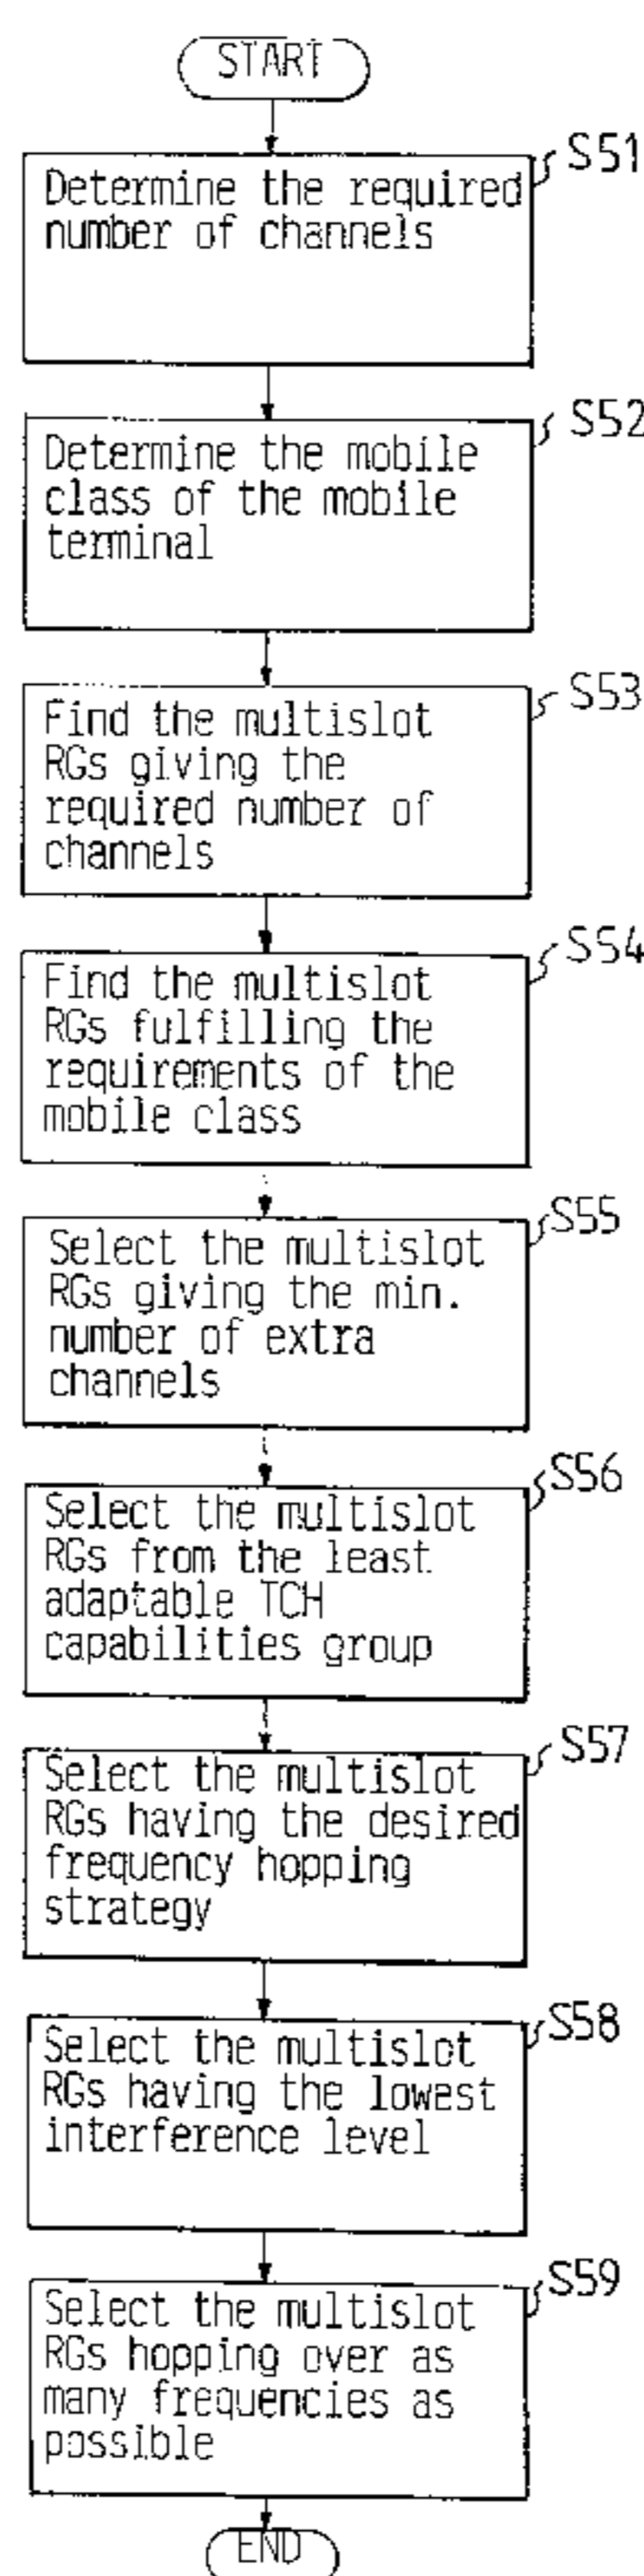 START
S51
Determine the required
number of channels
S52
Determine the mobile
class of the mobile
terminal
S53
Find the multislot
RGs giving the
required number of
channels
S54
Find the multislot
RGs fulfilling the
requirements of the
mobile class
S55
Select the multislot
RGs giving the min.
number of extra
channels
S56
Select the multislot
RGs from the least
adaptable TCH
capabilities group
S57
Select the multislot
RGs having the desired
frequency hopping
strategy
S58
Select the multislot
RGs having the lowest
interference level
S59
Select the multislot
RGs hopping over as
many frequencies as
possible
END